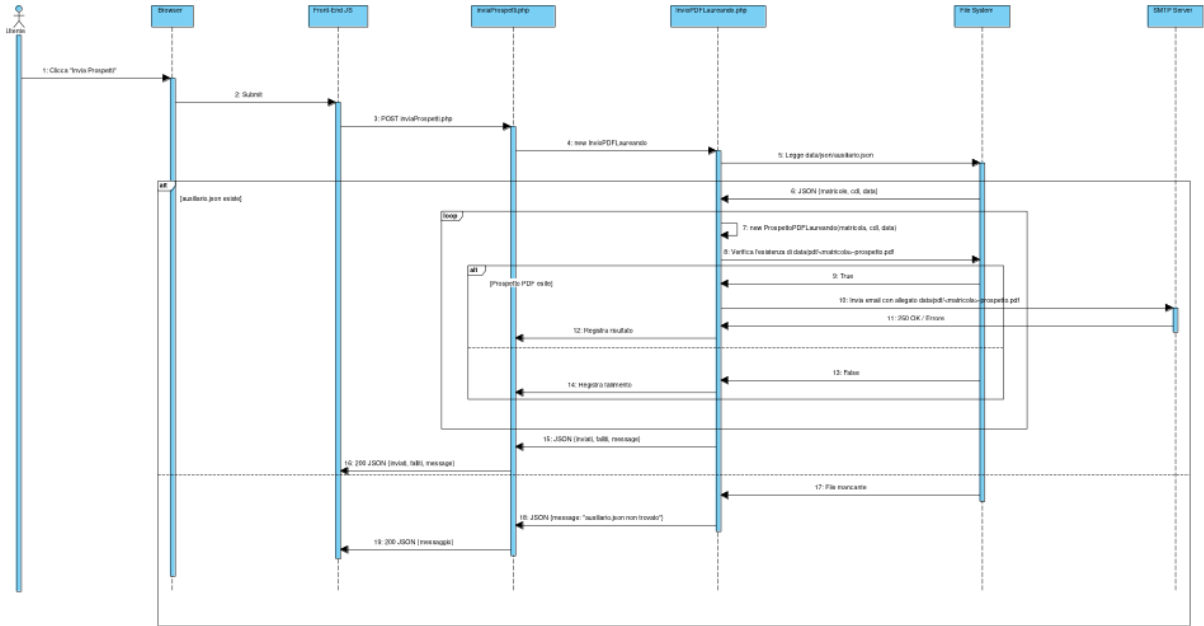 Utente
Browser
Front-End JS
inviaProspetti.php
InvioPDFLaureando.php
File System
SMTP Server
1: Clicca "Invia Prospetti"
2: Submit
3: POST inviaProspetti.php
4: new InvioPDFLaureando
5: Legge data/json/ausiliario.json
alt
[ausiliario.json esiste]
6: JSON {matricole, cdl, data}
loop
7: new ProspettoPDFLaureando(matricola, cdl, data)
8: Verifica l'esistenza di data/pdf/<matricola>-prospetto.pdf
alt
[Prospetto PDF esite]
9: True
10: Invia email con allegato data/pdf/<matricola>-prospetto.pdf
11: 250 OK / Errore
12: Registra risultato
13: False
14: Registra fallimento
15: JSON {inviati, falliti, message}
16: 200 JSON {inviati, falliti, message}
17: File mancante
18: JSON {message: "ausiliario.json non trovato"}
19: 200 JSON {messaggio}